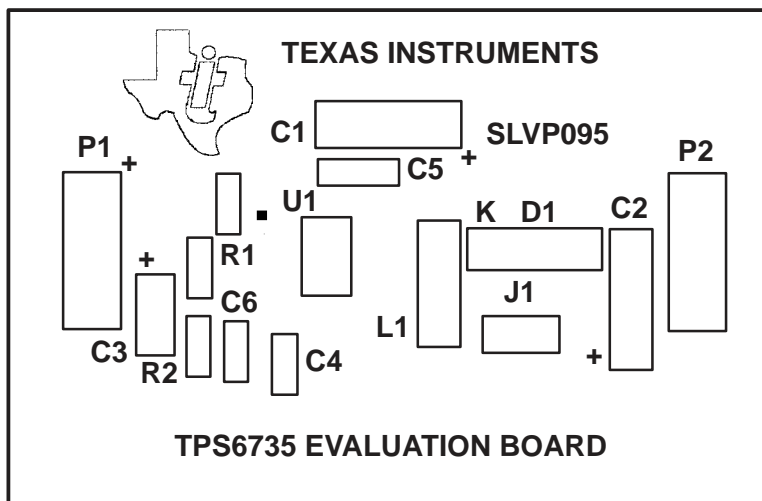 TEXAS INSTRUMENTS
C1
SLVP095
P1
+
+
C5
P2
U1
K D1
C2
R1
+
C6
J1
L1
C3
R2
C4
+
TPS6735 EVALUATION BOARD